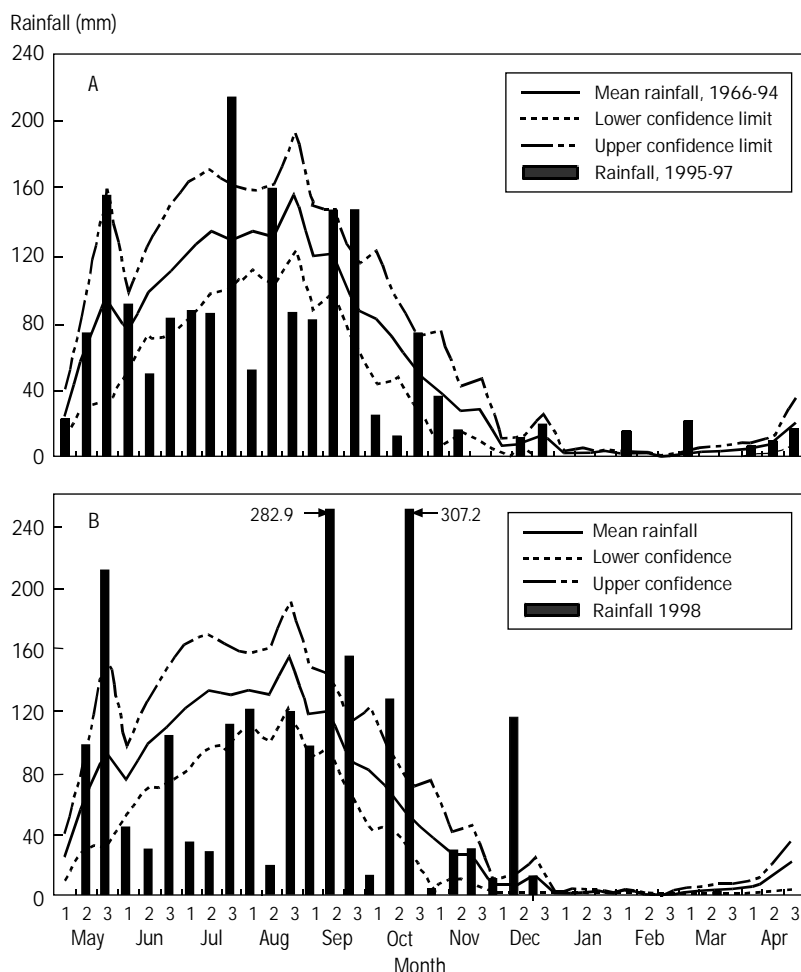 Rainfall (mm)
240
200
160
120
80
40
0
A
Mean rainfall, 1966-94
Lower confidence limit
Upper confidence limit
Rainfall, 1995-97
240
200
160
120
80
40
0
B
282.9
307.2
Mean rainfall
Lower confidence
Upper confidence
Rainfall 1998
1 2 3 1 2 3 1 2 3 1 2 3 1 2 3 1 2 3 1 2 3 1 2 3 1 2 3 1 2 3 1 2 3 1 2 3
May Jun Jul Aug Sep Oct Nov Dec Jan Feb Mar Apr
Month